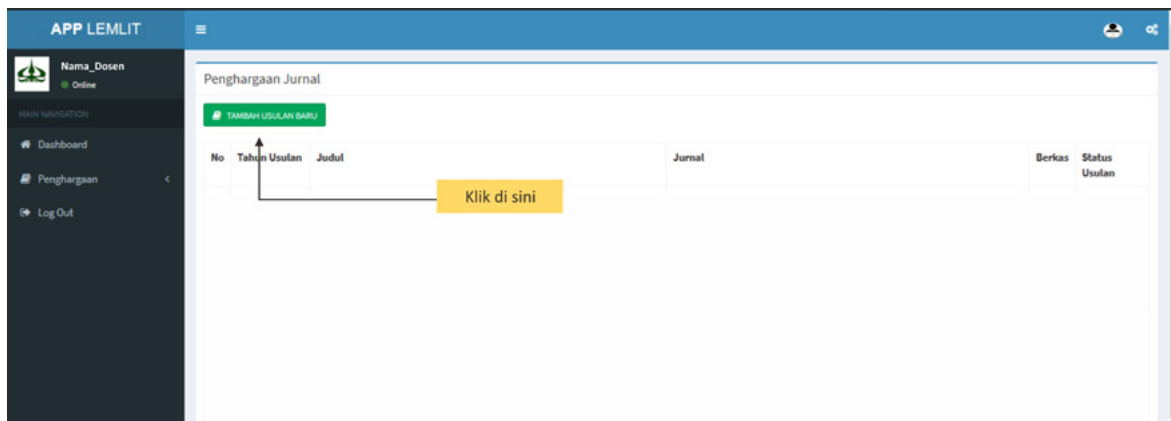 APP LEMLIT
Nama_Dosen
Online
MAIN NAVIGATION
Dashboard
Penghargaan
Log Out
Penghargaan Jurnal
TAMBAH USULAN BARU
No Tahun Usulan Judul Jurnal Berkas Status
Usulan
Klik di sini